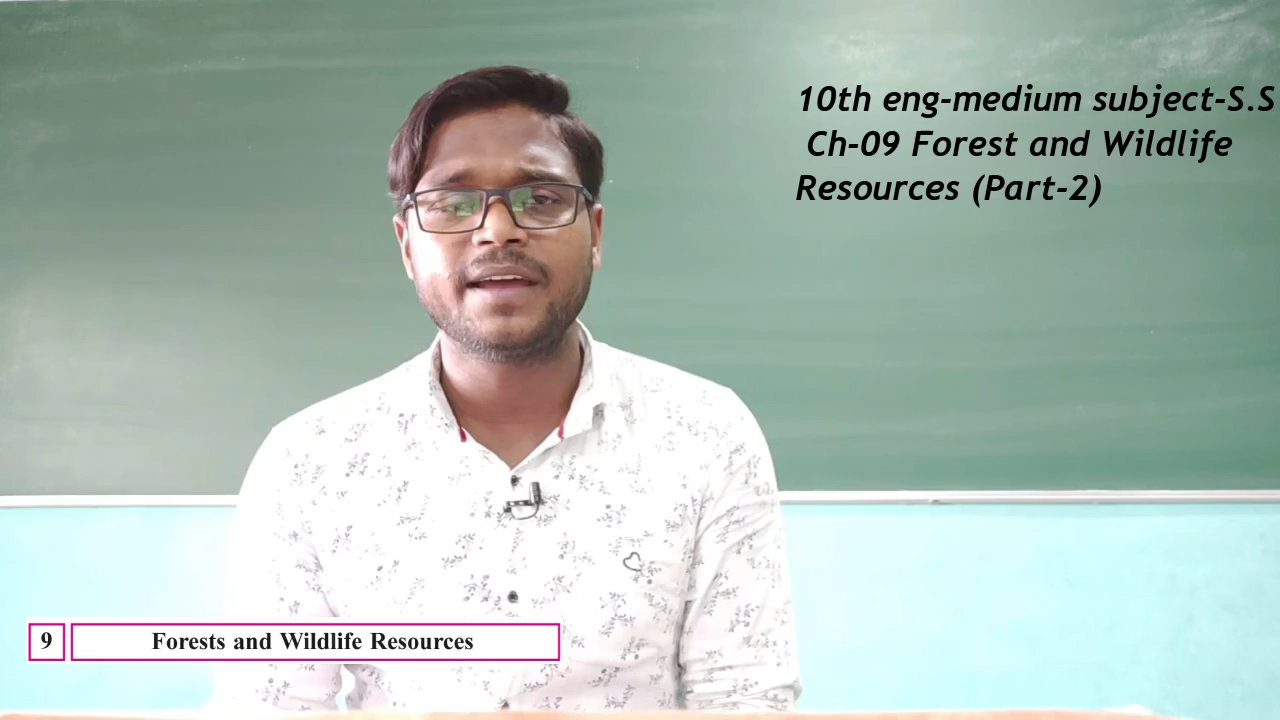 10th eng-medium subject-S.S
Ch-09 Forest and Wildlife
Resources (Part-2)
9 Forests and Wildlife Resources